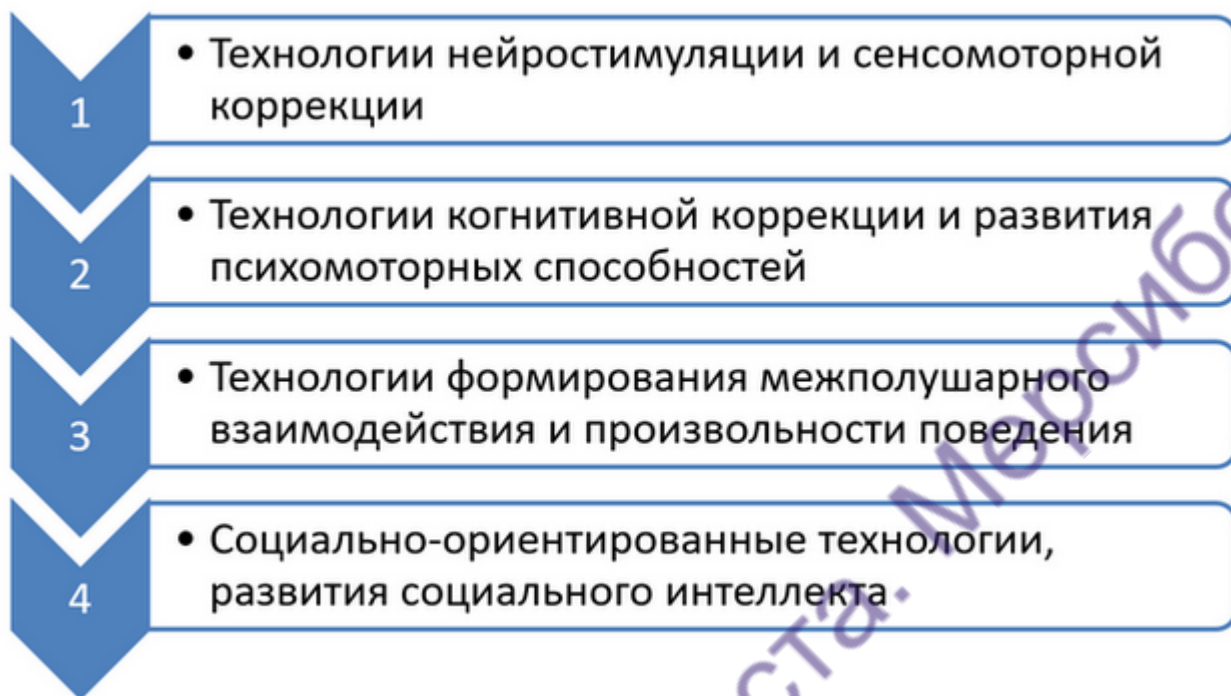 1
• Технологии нейростимуляции и сенсомоторной
коррекции
2
• Технологии когнитивной коррекции и развития
психомоторных способностей
3
• Технологии формирования межполушарного
взаимодействия и произвольности поведения
4
• Социально-ориентированные технологии,
развития социального интеллекта